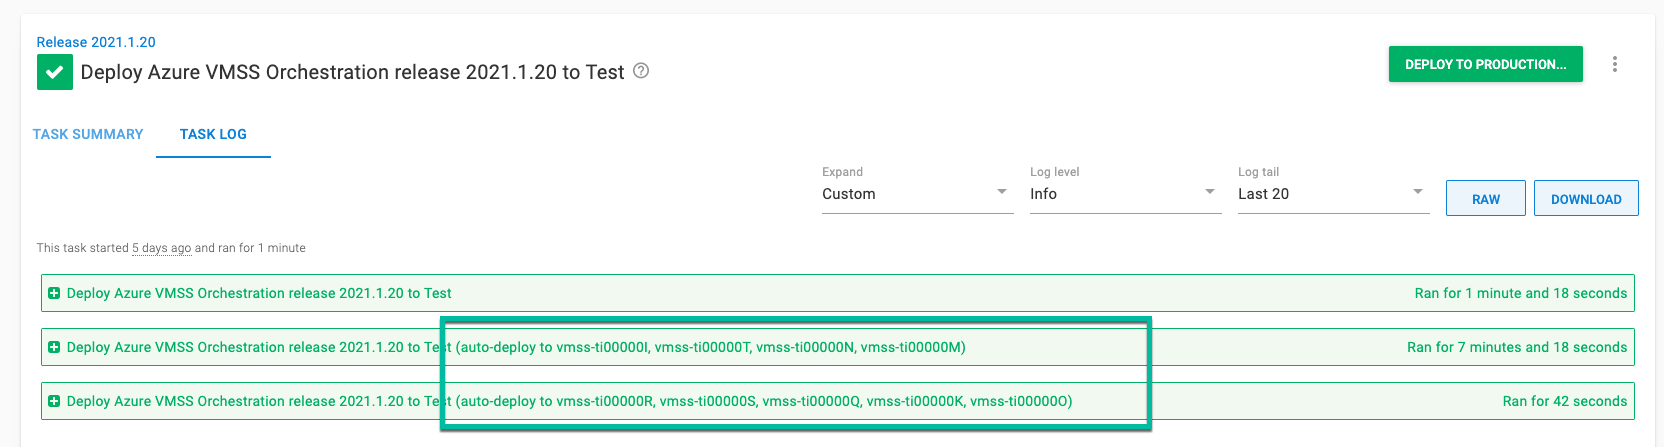 Release 2021.1.20
Deploy Azure VMSS Orchestration release 2021.1.20 to Test
DEPLOY TO PRODUCTION...
TASK SUMMARY TASK LOG
Expand Log level Log tail
Custom Info Last 20 RAW DOWNLOAD
This task started 5 days ago and ran for 1 minute
Deploy Azure VMSS Orchestration release 2021.1.20 to Test Ran for 1 minute and 18 seconds
Deploy Azure VMSS Orchestration release 2021.1.20 to Test (auto-deploy to vmss-ti00000I, vmss-ti00000T, vmss-ti00000N, vmss-ti00000M) Ran for 7 minutes and 18 seconds
Deploy Azure VMSS Orchestration release 2021.1.20 to Test (auto-deploy to vmss-ti00000R, vmss-ti00000S, vmss-ti00000Q, vmss-ti00000K, vmss-ti00000O) Ran for 42 seconds